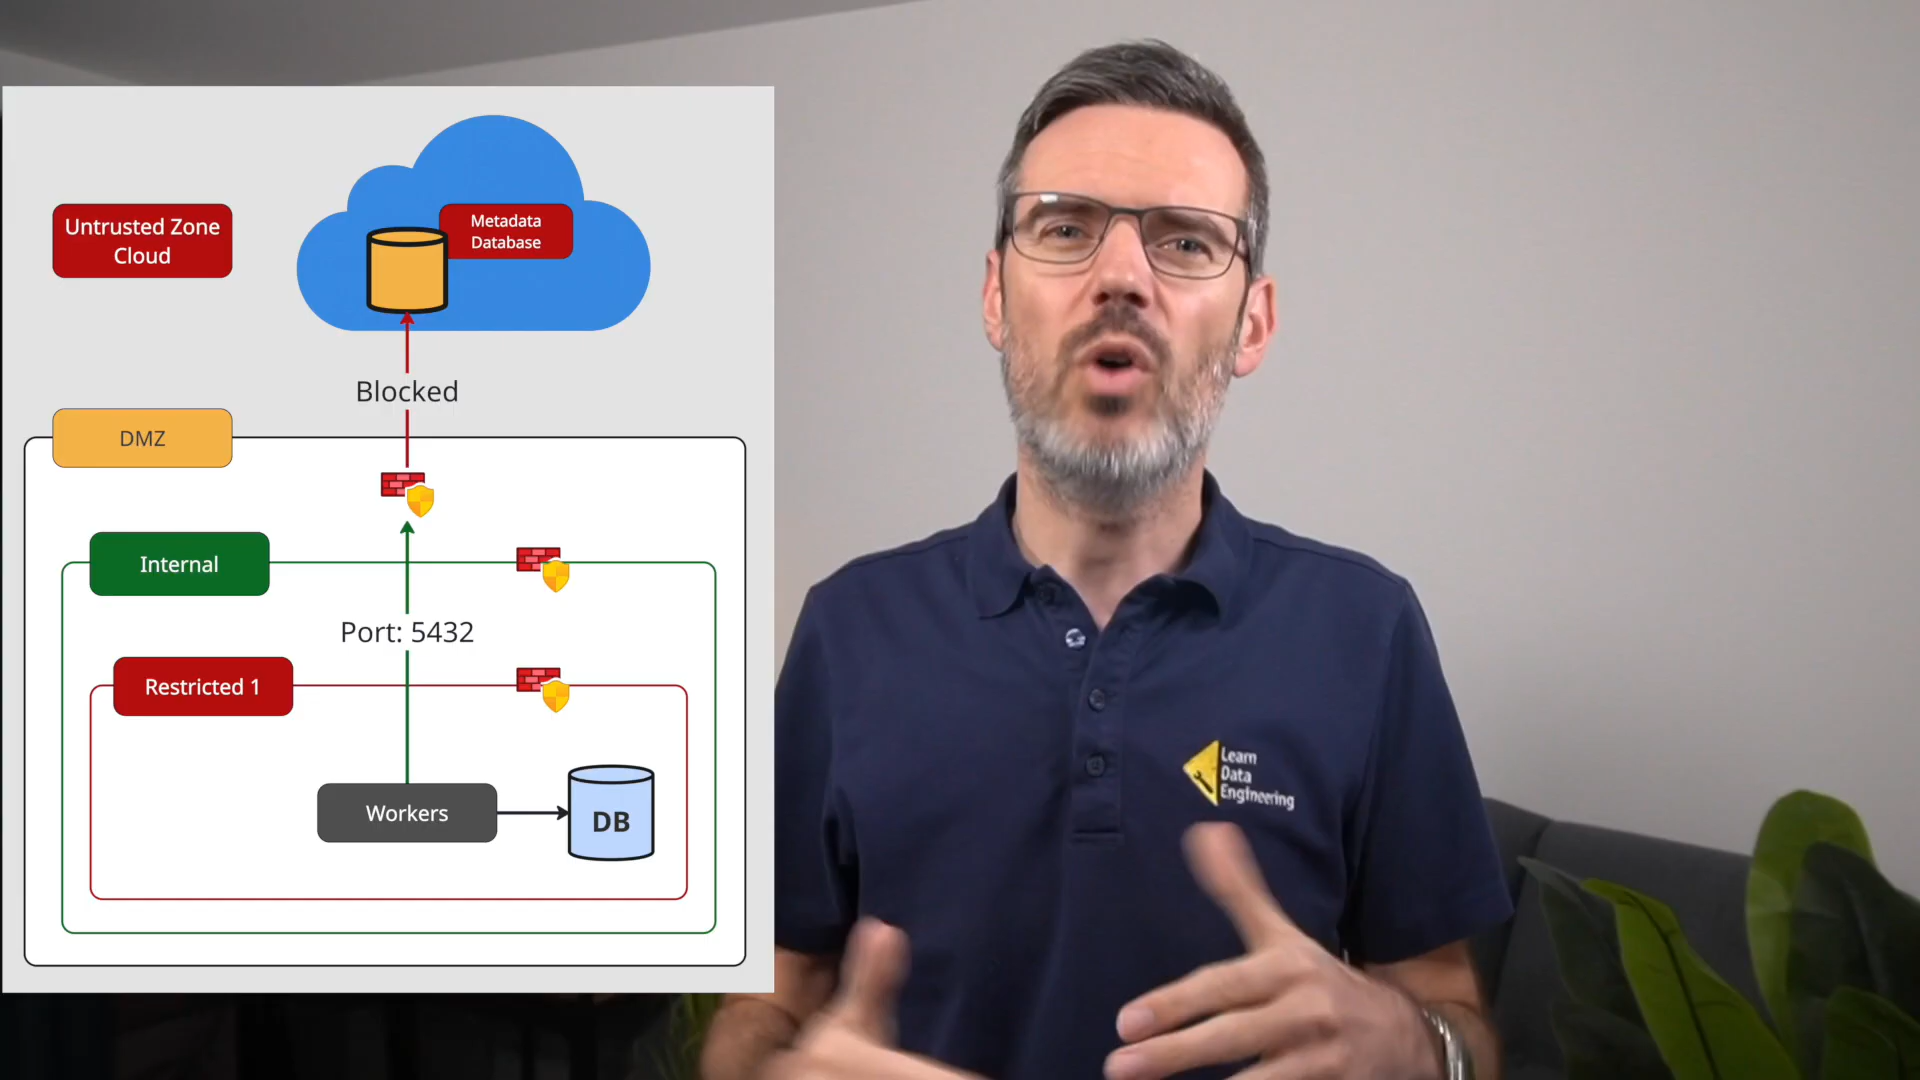 Untrusted Zone
Cloud
Metadata
Database
Blocked
DMZ
Internal
Port: 5432
Restricted 1
Workers
DB
Learn
Data
Engineering